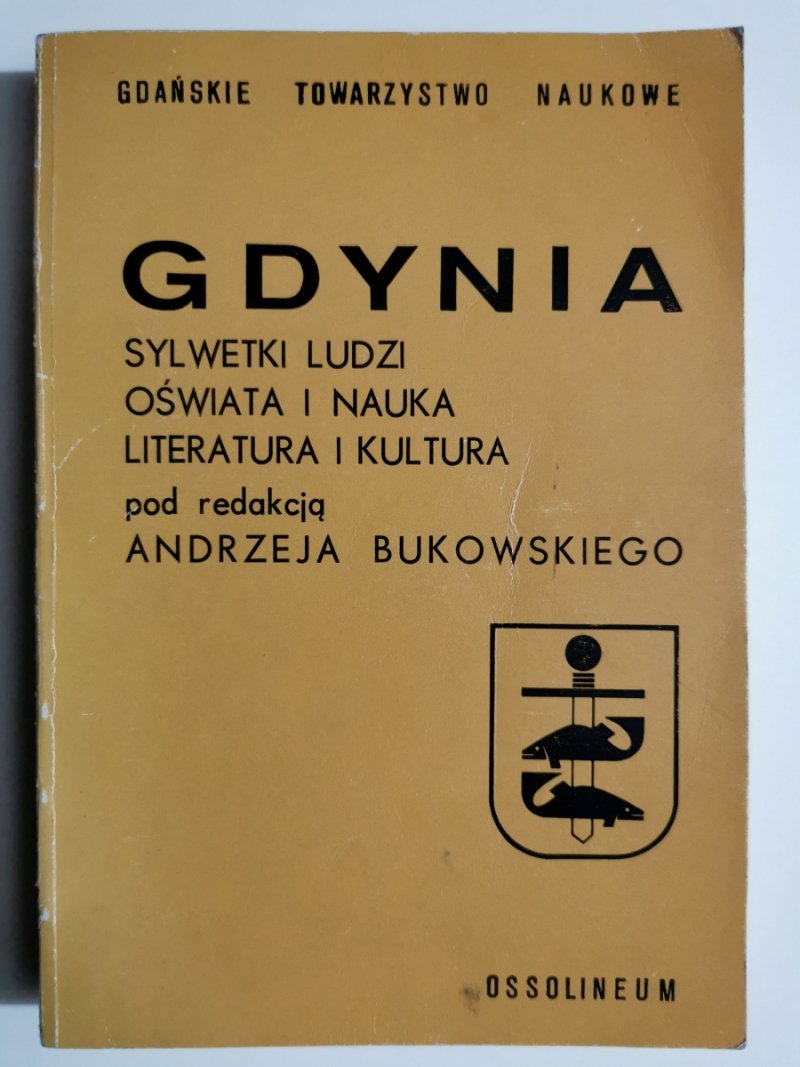 GDAŃSKIE TOWARZYSTWO NAUKOWE
GDYNIA
SYLWETKI LUDZI
OŚWIATA I NAUKA
LITERATURA I KULTURA
pod redakcją
ANDRZEJA BUKOWSKIEGO
OSSOLINEUM